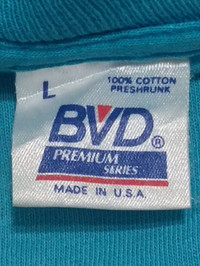 L
100% COTTON
PRESHRUNK
BVD®
PREMIUM
SERIES
MADE IN U.S.A.